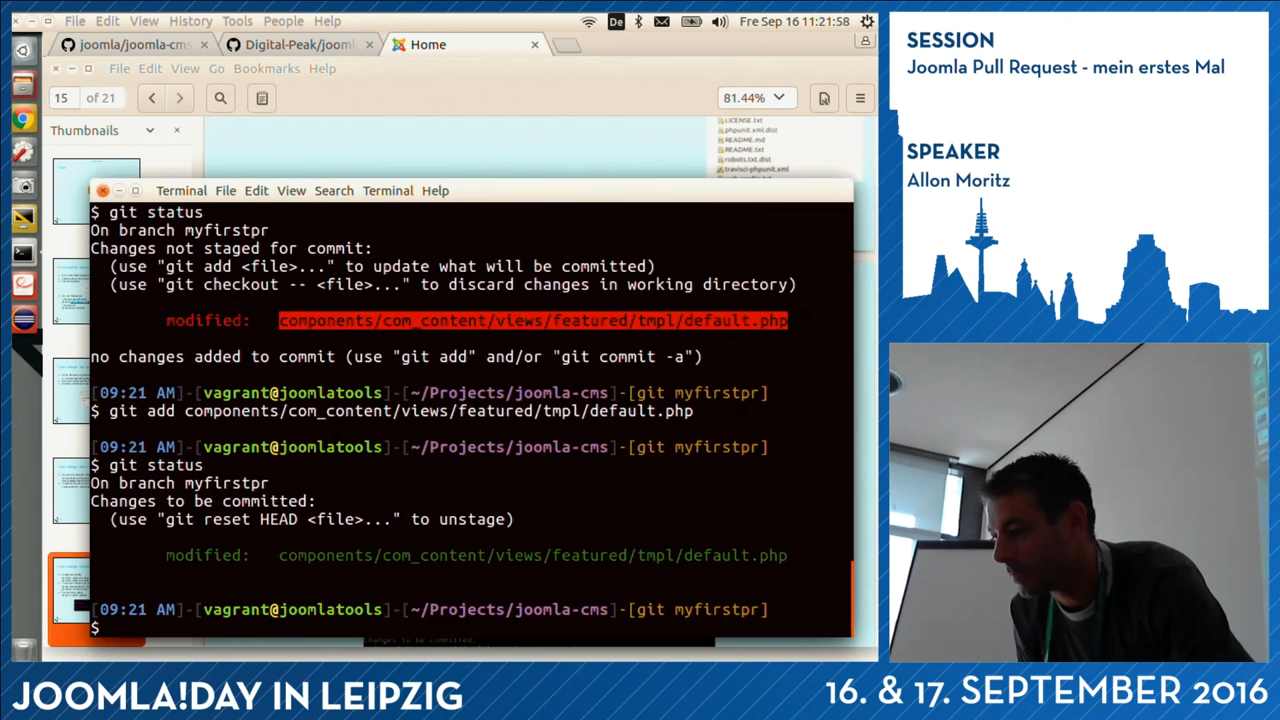 File Edit View History Tools People Help
De
Fri Sep 16 11:21:58
joomla/joomla-cms
Digital-Peak/jooml
Home
File Edit View Go Bookmarks Help
15 of 21
81.44%
Thumbnails
LICENSE.txt
phpunit.xml.dist
README.md
README.txt
robots.txt.dist
travisci-phpunit.xml
Terminal File Edit View Search Terminal Help
$ git status
On branch myfirstpr
Changes not staged for commit:
(use "git add <file>..." to update what will be committed)
(use "git checkout -- <file>..." to discard changes in working directory)
modified: components/com_content/views/featured/tmpl/default.php
no changes added to commit (use "git add" and/or "git commit -a")
[09:21 AM]-[vagrant@joomlatools]-[~/Projects/joomla-cms]-[git myfirstpr]
$ git add components/com_content/views/featured/tmpl/default.php
[09:21 AM]-[vagrant@joomlatools]-[~/Projects/joomla-cms]-[git myfirstpr]
$ git status
On branch myfirstpr
Changes to be committed:
(use "git reset HEAD <file>..." to unstage)
modified: components/com_content/views/featured/tmpl/default.php
[09:21 AM]-[vagrant@joomlatools]-[~/Projects/joomla-cms]-[git myfirstpr]
$
Changes to be committed:
SESSION
Joomla Pull Request - mein erstes Mal
SPEAKER
Allon Moritz
JOOMLA!DAY IN LEIPZIG
16. & 17. SEPTEMBER 2016